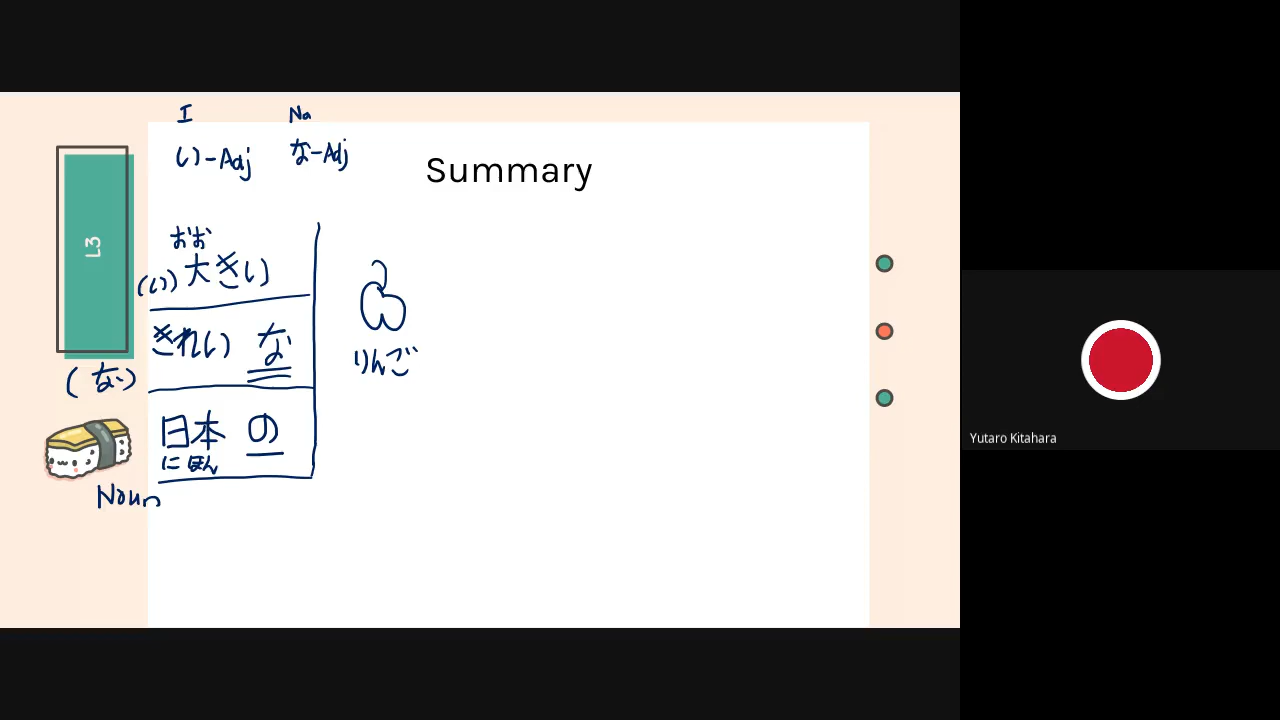 I Na
い-Adj な-Adj
Summary
L3
おお
(い) 大きい
きれい な
りんご
(な)
日本 の
に ほん
Noun
Yutaro Kitahara